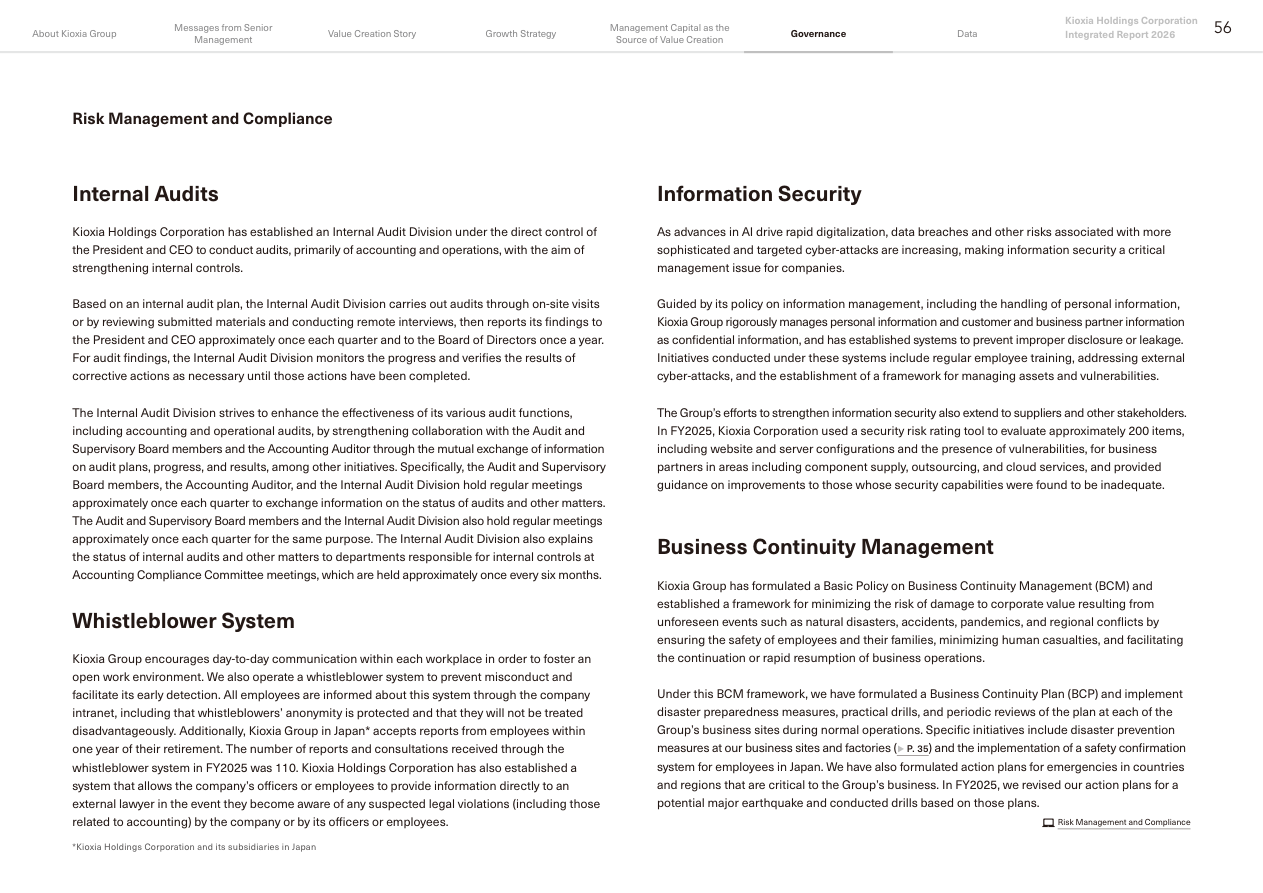 About Kioxia Group
Messages from Senior
Management
Value Creation Story
Growth Strategy
Management Capital as the
Source of Value Creation
Governance
Data
Kioxia Holdings Corporation
Integrated Report 2026
56
Risk Management and Compliance
Internal Audits
Kioxia Holdings Corporation has established an Internal Audit Division under the direct control of
the President and CEO to conduct audits, primarily of accounting and operations, with the aim of
strengthening internal controls.
Based on an internal audit plan, the Internal Audit Division carries out audits through on-site visits
or by reviewing submitted materials and conducting remote interviews, then reports its findings to
the President and CEO approximately once each quarter and to the Board of Directors once a year.
For audit findings, the Internal Audit Division monitors the progress and verifies the results of
corrective actions as necessary until those actions have been completed.
The Internal Audit Division strives to enhance the effectiveness of its various audit functions,
including accounting and operational audits, by strengthening collaboration with the Audit and
Supervisory Board members and the Accounting Auditor through the mutual exchange of information
on audit plans, progress, and results, among other initiatives. Specifically, the Audit and Supervisory
Board members, the Accounting Auditor, and the Internal Audit Division hold regular meetings
approximately once each quarter to exchange information on the status of audits and other matters.
The Audit and Supervisory Board members and the Internal Audit Division also hold regular meetings
approximately once each quarter for the same purpose. The Internal Audit Division also explains
the status of internal audits and other matters to departments responsible for internal controls at
Accounting Compliance Committee meetings, which are held approximately once every six months.
Whistleblower System
Kioxia Group encourages day-to-day communication within each workplace in order to foster an
open work environment. We also operate a whistleblower system to prevent misconduct and
facilitate its early detection. All employees are informed about this system through the company
intranet, including that whistleblowers' anonymity is protected and that they will not be treated
disadvantageously. Additionally, Kioxia Group in Japan* accepts reports from employees within
one year of their retirement. The number of reports and consultations received through the
whistleblower system in FY2025 was 110. Kioxia Holdings Corporation has also established a
system that allows the company's officers or employees to provide information directly to an
external lawyer in the event they become aware of any suspected legal violations (including those
related to accounting) by the company or by its officers or employees.
*Kioxia Holdings Corporation and its subsidiaries in Japan
Information Security
As advances in AI drive rapid digitalization, data breaches and other risks associated with more
sophisticated and targeted cyber-attacks are increasing, making information security a critical
management issue for companies.
Guided by its policy on information management, including the handling of personal information,
Kioxia Group rigorously manages personal information and customer and business partner information
as confidential information, and has established systems to prevent improper disclosure or leakage.
Initiatives conducted under these systems include regular employee training, addressing external
cyber-attacks, and the establishment of a framework for managing assets and vulnerabilities.
The Group's efforts to strengthen information security also extend to suppliers and other stakeholders.
In FY2025, Kioxia Corporation used a security risk rating tool to evaluate approximately 200 items,
including website and server configurations and the presence of vulnerabilities, for business
partners in areas including component supply, outsourcing, and cloud services, and provided
guidance on improvements to those whose security capabilities were found to be inadequate.
Business Continuity Management
Kioxia Group has formulated a Basic Policy on Business Continuity Management (BCM) and
established a framework for minimizing the risk of damage to corporate value resulting from
unforeseen events such as natural disasters, accidents, pandemics, and regional conflicts by
ensuring the safety of employees and their families, minimizing human casualties, and facilitating
the continuation or rapid resumption of business operations.
Under this BCM framework, we have formulated a Business Continuity Plan (BCP) and implement
disaster preparedness measures, practical drills, and periodic reviews of the plan at each of the
Group's business sites during normal operations. Specific initiatives include disaster prevention
measures at our business sites and factories (▶ P. 35) and the implementation of a safety confirmation
system for employees in Japan. We have also formulated action plans for emergencies in countries
and regions that are critical to the Group's business. In FY2025, we revised our action plans for a
potential major earthquake and conducted drills based on those plans.
Risk Management and Compliance